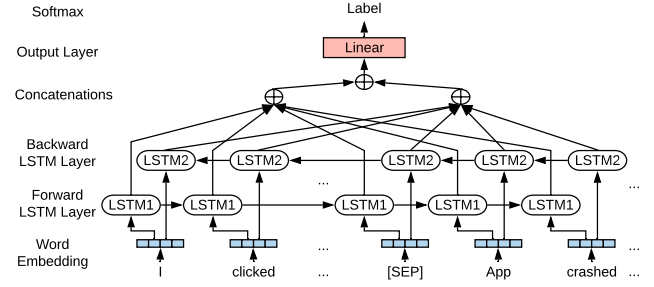 Softmax
Label
Output Layer
Linear
Concatenations
Backward
LSTM Layer
LSTM2 LSTM2 LSTM2 LSTM2 LSTM2
... ...
Forward
LSTM Layer
LSTM1 LSTM1 LSTM1 LSTM1 LSTM1
Word
Embedding
... ...
I clicked ... [SEP] App crashed ...